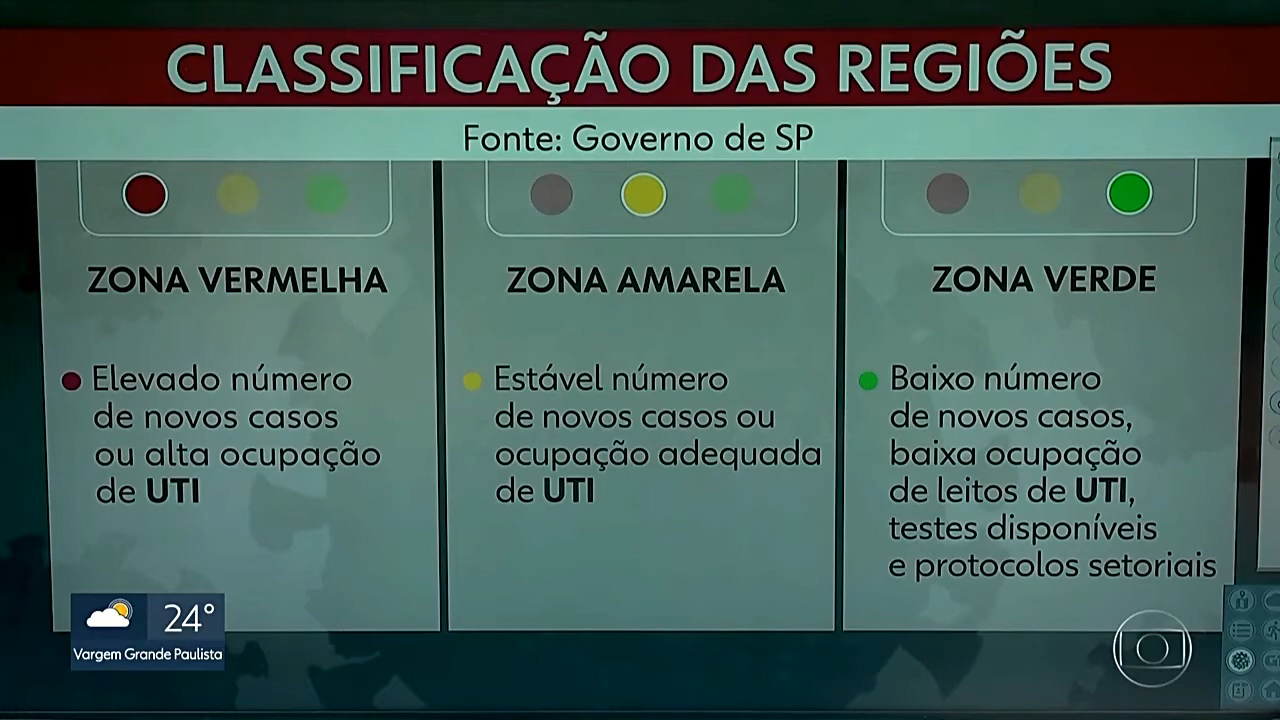 CLASSIFICAÇÃO DAS REGIÕES
Fonte: Governo de SP
ZONA VERMELHA
Elevado número
de novos casos
ou alta ocupação
de UTI
ZONA AMARELA
Estável número
de novos casos ou
ocupação adequada
de UTI
ZONA VERDE
Baixo número
de novos casos,
baixa ocupação
de leitos de UTI,
testes disponíveis
e protocolos setoriais
24°
Vargem Grande Paulista